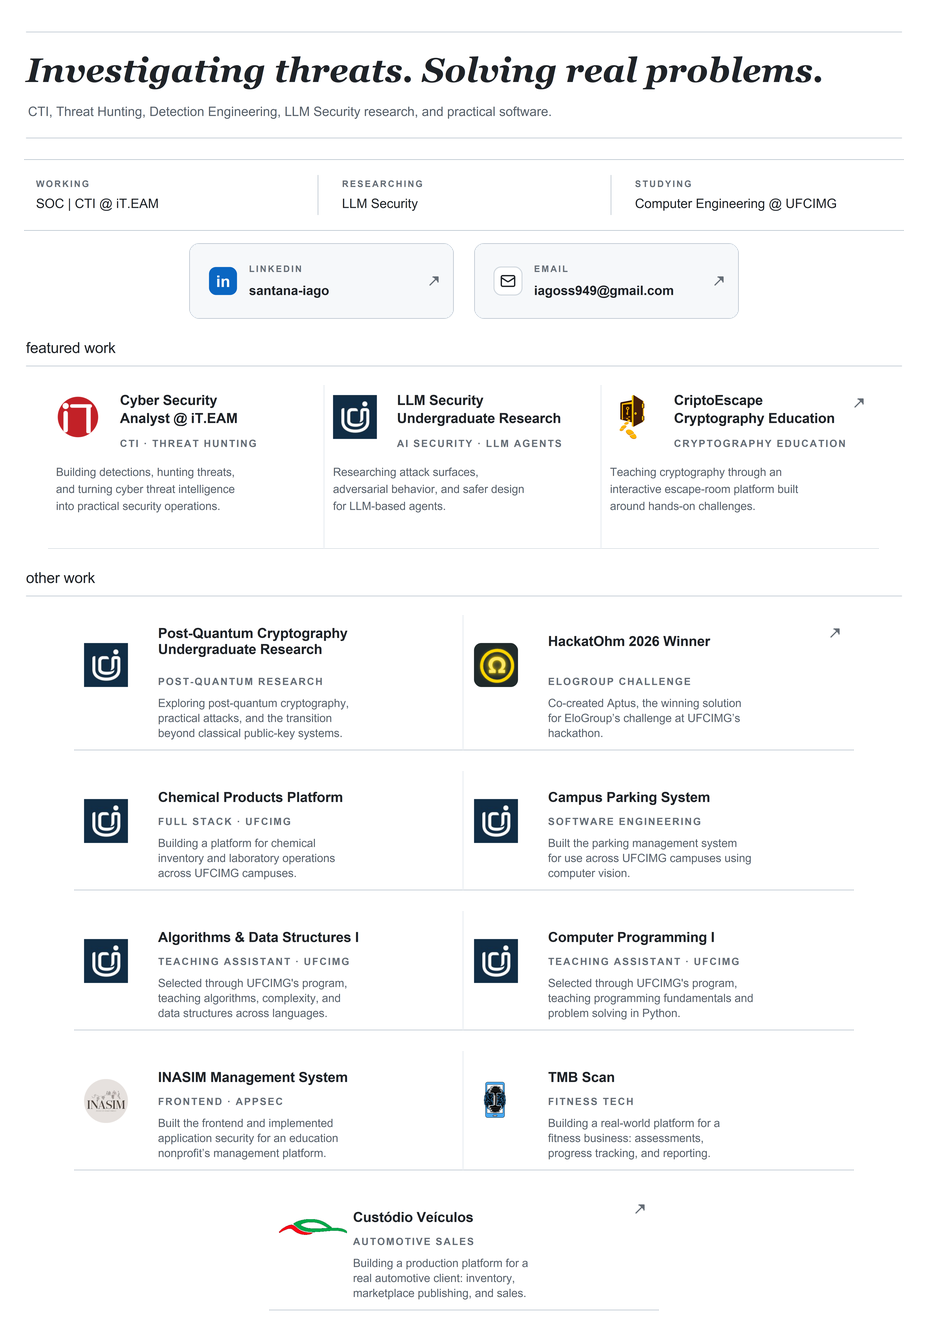 Investigating threats. Solving real problems.
CTI, Threat Hunting, Detection Engineering, LLM Security research, and practical software.
WORKING
SOC | CTI @ iT.EAM
RESEARCHING
LLM Security
STUDYING
Computer Engineering @ UFCIMG
in
LINKEDIN
santana-iago
EMAIL
iagoss949@gmail.com
featured work
iT
Cyber Security
Analyst @ iT.EAM
CTI · THREAT HUNTING
Building detections, hunting threats,
and turning cyber threat intelligence
into practical security operations.
LLM Security
Undergraduate Research
AI SECURITY · LLM AGENTS
Researching attack surfaces,
adversarial behavior, and safer design
for LLM-based agents.
CriptoEscape
Cryptography Education
CRYPTOGRAPHY EDUCATION
Teaching cryptography through an
interactive escape-room platform built
around hands-on challenges.
other work
Post-Quantum Cryptography
Undergraduate Research
POST-QUANTUM RESEARCH
Exploring post-quantum cryptography,
practical attacks, and the transition
beyond classical public-key systems.
Ω
HackatOhm 2026 Winner
ELOGROUP CHALLENGE
Co-created Aptus, the winning solution
for EloGroup's challenge at UFCIMG's
hackathon.
Chemical Products Platform
FULL STACK · UFCIMG
Building a platform for chemical
inventory and laboratory operations
across UFCIMG campuses.
Campus Parking System
SOFTWARE ENGINEERING
Built the parking management system
for use across UFCIMG campuses using
computer vision.
Algorithms & Data Structures I
TEACHING ASSISTANT · UFCIMG
Selected through UFCIMG's program,
teaching algorithms, complexity, and
data structures across languages.
Computer Programming I
TEACHING ASSISTANT · UFCIMG
Selected through UFCIMG's program,
teaching programming fundamentals and
problem solving in Python.
INASIM
INASIM Management System
FRONTEND · APPSEC
Built the frontend and implemented
application security for an education
nonprofit's management platform.
TMB Scan
FITNESS TECH
Building a real-world platform for a
fitness business: assessments,
progress tracking, and reporting.
Custódio Veículos
AUTOMOTIVE SALES
Building a production platform for a
real automotive client: inventory,
marketplace publishing, and sales.